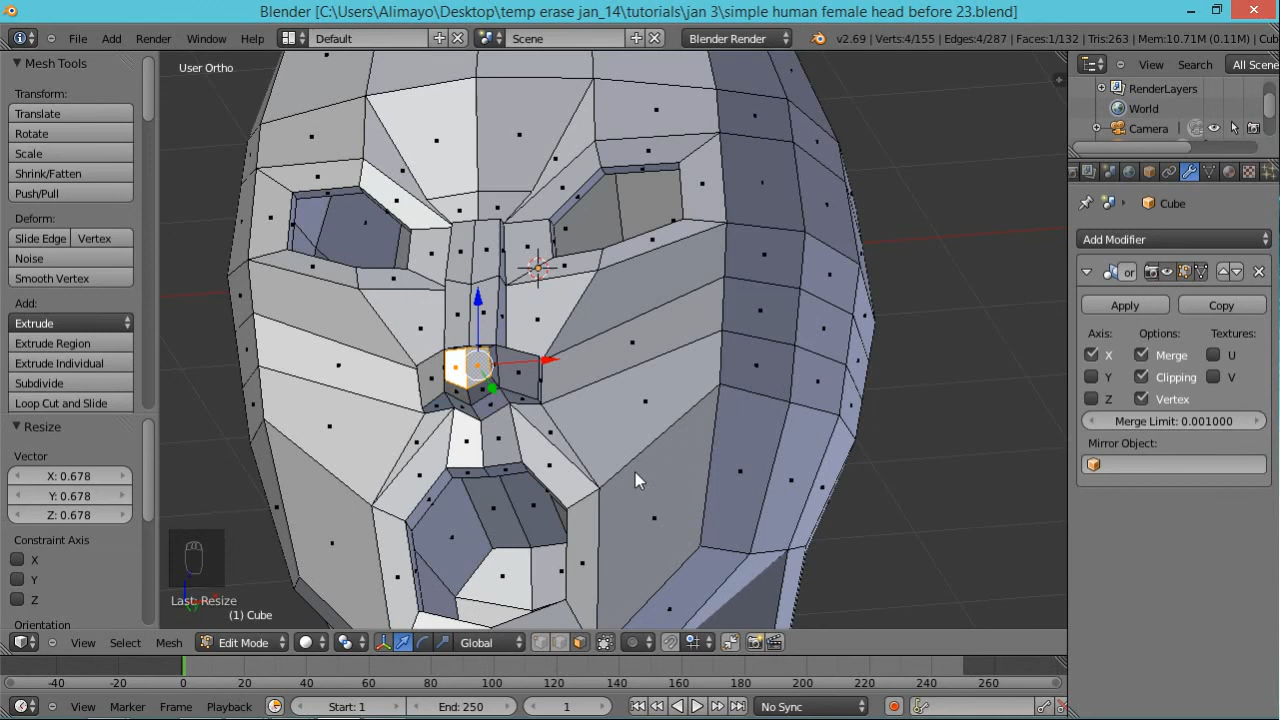 Blender [C:\Users\Alimayo\Desktop\temp erase jan_14\tutorials\jan 3\simple human female head before 23.blend]
File Add Render Window Help Default Scene Blender Render v2.69 | Verts:4/155 | Edges:4/287 | Faces:1/132 | Tris:263 | Mem:10.71M (0.11M) | Cub
Mesh Tools
Transform:
Translate
Rotate
Scale
Shrink/Fatten
Push/Pull
Deform:
Slide Edge Vertex
Noise
Smooth Vertex
Add:
Extrude
Extrude Region
Extrude Individual
Subdivide
Loop Cut and Slide
Resize
Vector
X: 0.678
Y: 0.678
Z: 0.678
Constraint Axis
X
Y
Z
Orientation
User Ortho
Last: Resize
(1) Cube
View Search All Scene
RenderLayers
World
Camera
Cube
Add Modifier
or
Apply Copy
Axis: Options: Textures:
X Merge U
Y Clipping V
Z Vertex
Merge Limit: 0.001000
Mirror Object:
View Select Mesh Edit Mode Global
-40 -20 0 20 40 60 80 100 120 140 160 180 200 220 240 260
View Marker Frame Playback Start: 1 End: 250 1 No Sync